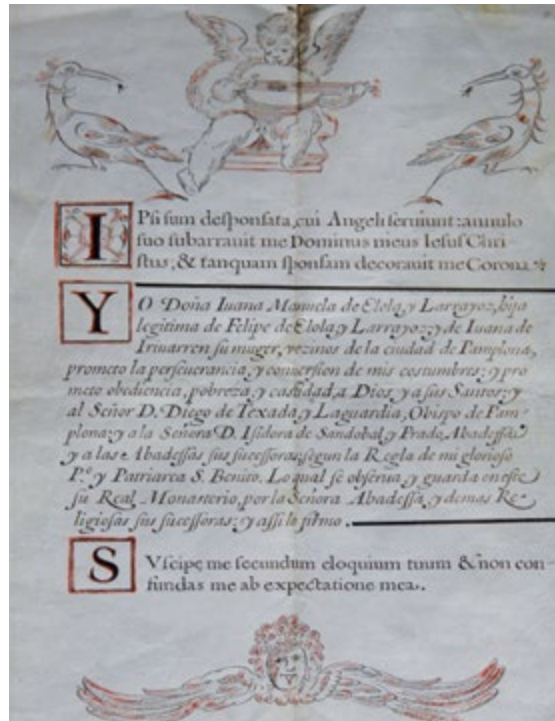 IPsi sum desponsata, cui Angeli seruiunt: annulo
suo subarrauit me Dominus meus Iesus Chri
stus; & tanquam sponsam decorauit me Corona.
YO Doña Iuana Manuela de Elola, y Larrayoz, hija
legitima de Felipe de Elola, y Larrayoz; y de Iuana de
Iriuarren su muger, vezinos de la ciudad de Pamplona,
prometo la perseuerancia, y conuersion de mis costumbres; y pro
meto obediencia, pobreza, y castidad, a Dios, y a sus Santos; y
al Señor D. Diego de Texada, y Laguardia, Obispo de Pam-
plona; y a la Señora D. Isidora de Sandobal, y Prado, Abadessa
y a las Abadessas sus sucessoras, segun la Regla de mi glorioso
P.e y Patriarca S. Benito. Lo qual se obserua, y guarda en este
su Real Monasterio, por la Señora Abadessa, y demas Re-
ligiosas sus sucessoras: y assi lo firmo.
SVscipe me secundum eloquium tuum & non con-
fundas me ab expectatione mea.